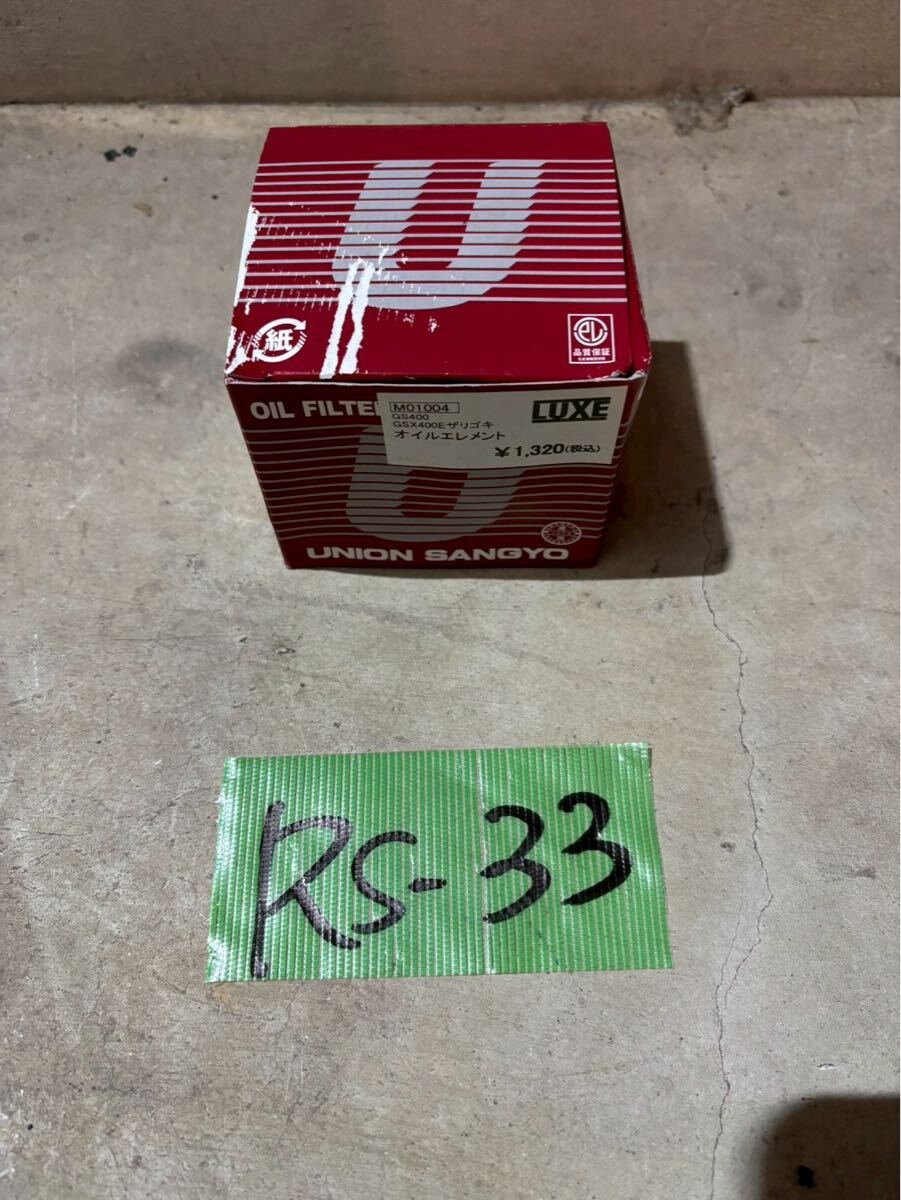 U
紙
PL
品質保証
OIL FILTE
M01004
LUXE
GS400
GSX400Eザリゴキ
オイルエレメント
¥1,320(税込)
U
UNION SANGYO
RS-33